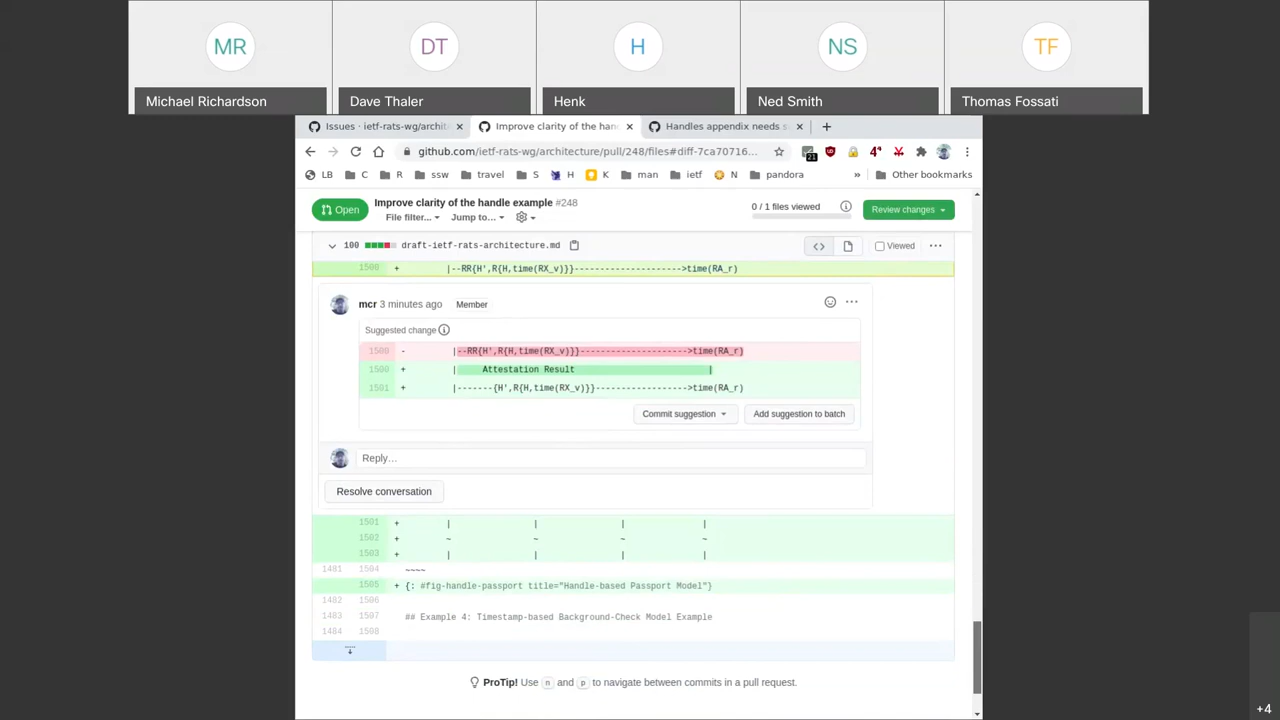 MR
DT
H
NS
TF
Michael Richardson
Dave Thaler
Henk
Ned Smith
Thomas Fossati
Issues · ietf-rats-wg/archite
Improve clarity of the han
Handles appendix needs s
github.com/ietf-rats-wg/architecture/pull/248/files#diff-7ca70716...
21
4⁹
LB
C
R
ssw
travel
S
H
K
man
ietf
N
pandora
»
Other bookmarks
Open
Improve clarity of the handle example #248
File filter...
Jump to...
0 / 1 files viewed
Review changes
100
draft-ietf-rats-architecture.md
Viewed
1500 + |--RR{H',R{H,time(RX_v)}}--------------------->time(RA_r)
mcr 3 minutes ago Member
Suggested change
1500 - |--RR{H',R{H,time(RX_v)}}--------------------->time(RA_r)
1500 + | Attestation Result |
1501 + |-------{H',R{H,time(RX_v)}}------------------>time(RA_r)
Commit suggestion
Add suggestion to batch
Reply...
Resolve conversation
1501 + | | | |
1502 + ~ ~ ~ ~
1503 + | | | |
1481 1504 ~~~~
1505 + {: #fig-handle-passport title="Handle-based Passport Model"}
1482 1506
1483 1507 ## Example 4: Timestamp-based Background-Check Model Example
1484 1508
ProTip! Use n and p to navigate between commits in a pull request.
+4